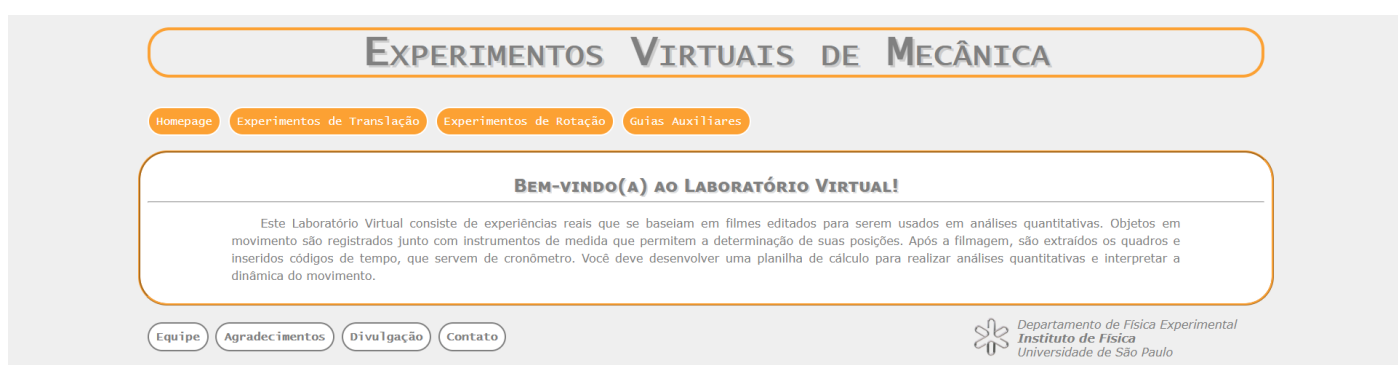 Experimentos Virtuais de Mecânica
Homepage Experimentos de Translação Experimentos de Rotação Guias Auxiliares
Bem-vindo(a) ao Laboratório Virtual!
Este Laboratório Virtual consiste de experiências reais que se baseiam em filmes editados para serem usados em análises quantitativas. Objetos em
movimento são registrados junto com instrumentos de medida que permitem a determinação de suas posições. Após a filmagem, são extraídos os quadros e
inseridos códigos de tempo, que servem de cronômetro. Você deve desenvolver uma planilha de cálculo para realizar análises quantitativas e interpretar a
dinâmica do movimento.
Equipe Agradecimentos Divulgação Contato
Departamento de Física Experimental
Instituto de Física
Universidade de São Paulo